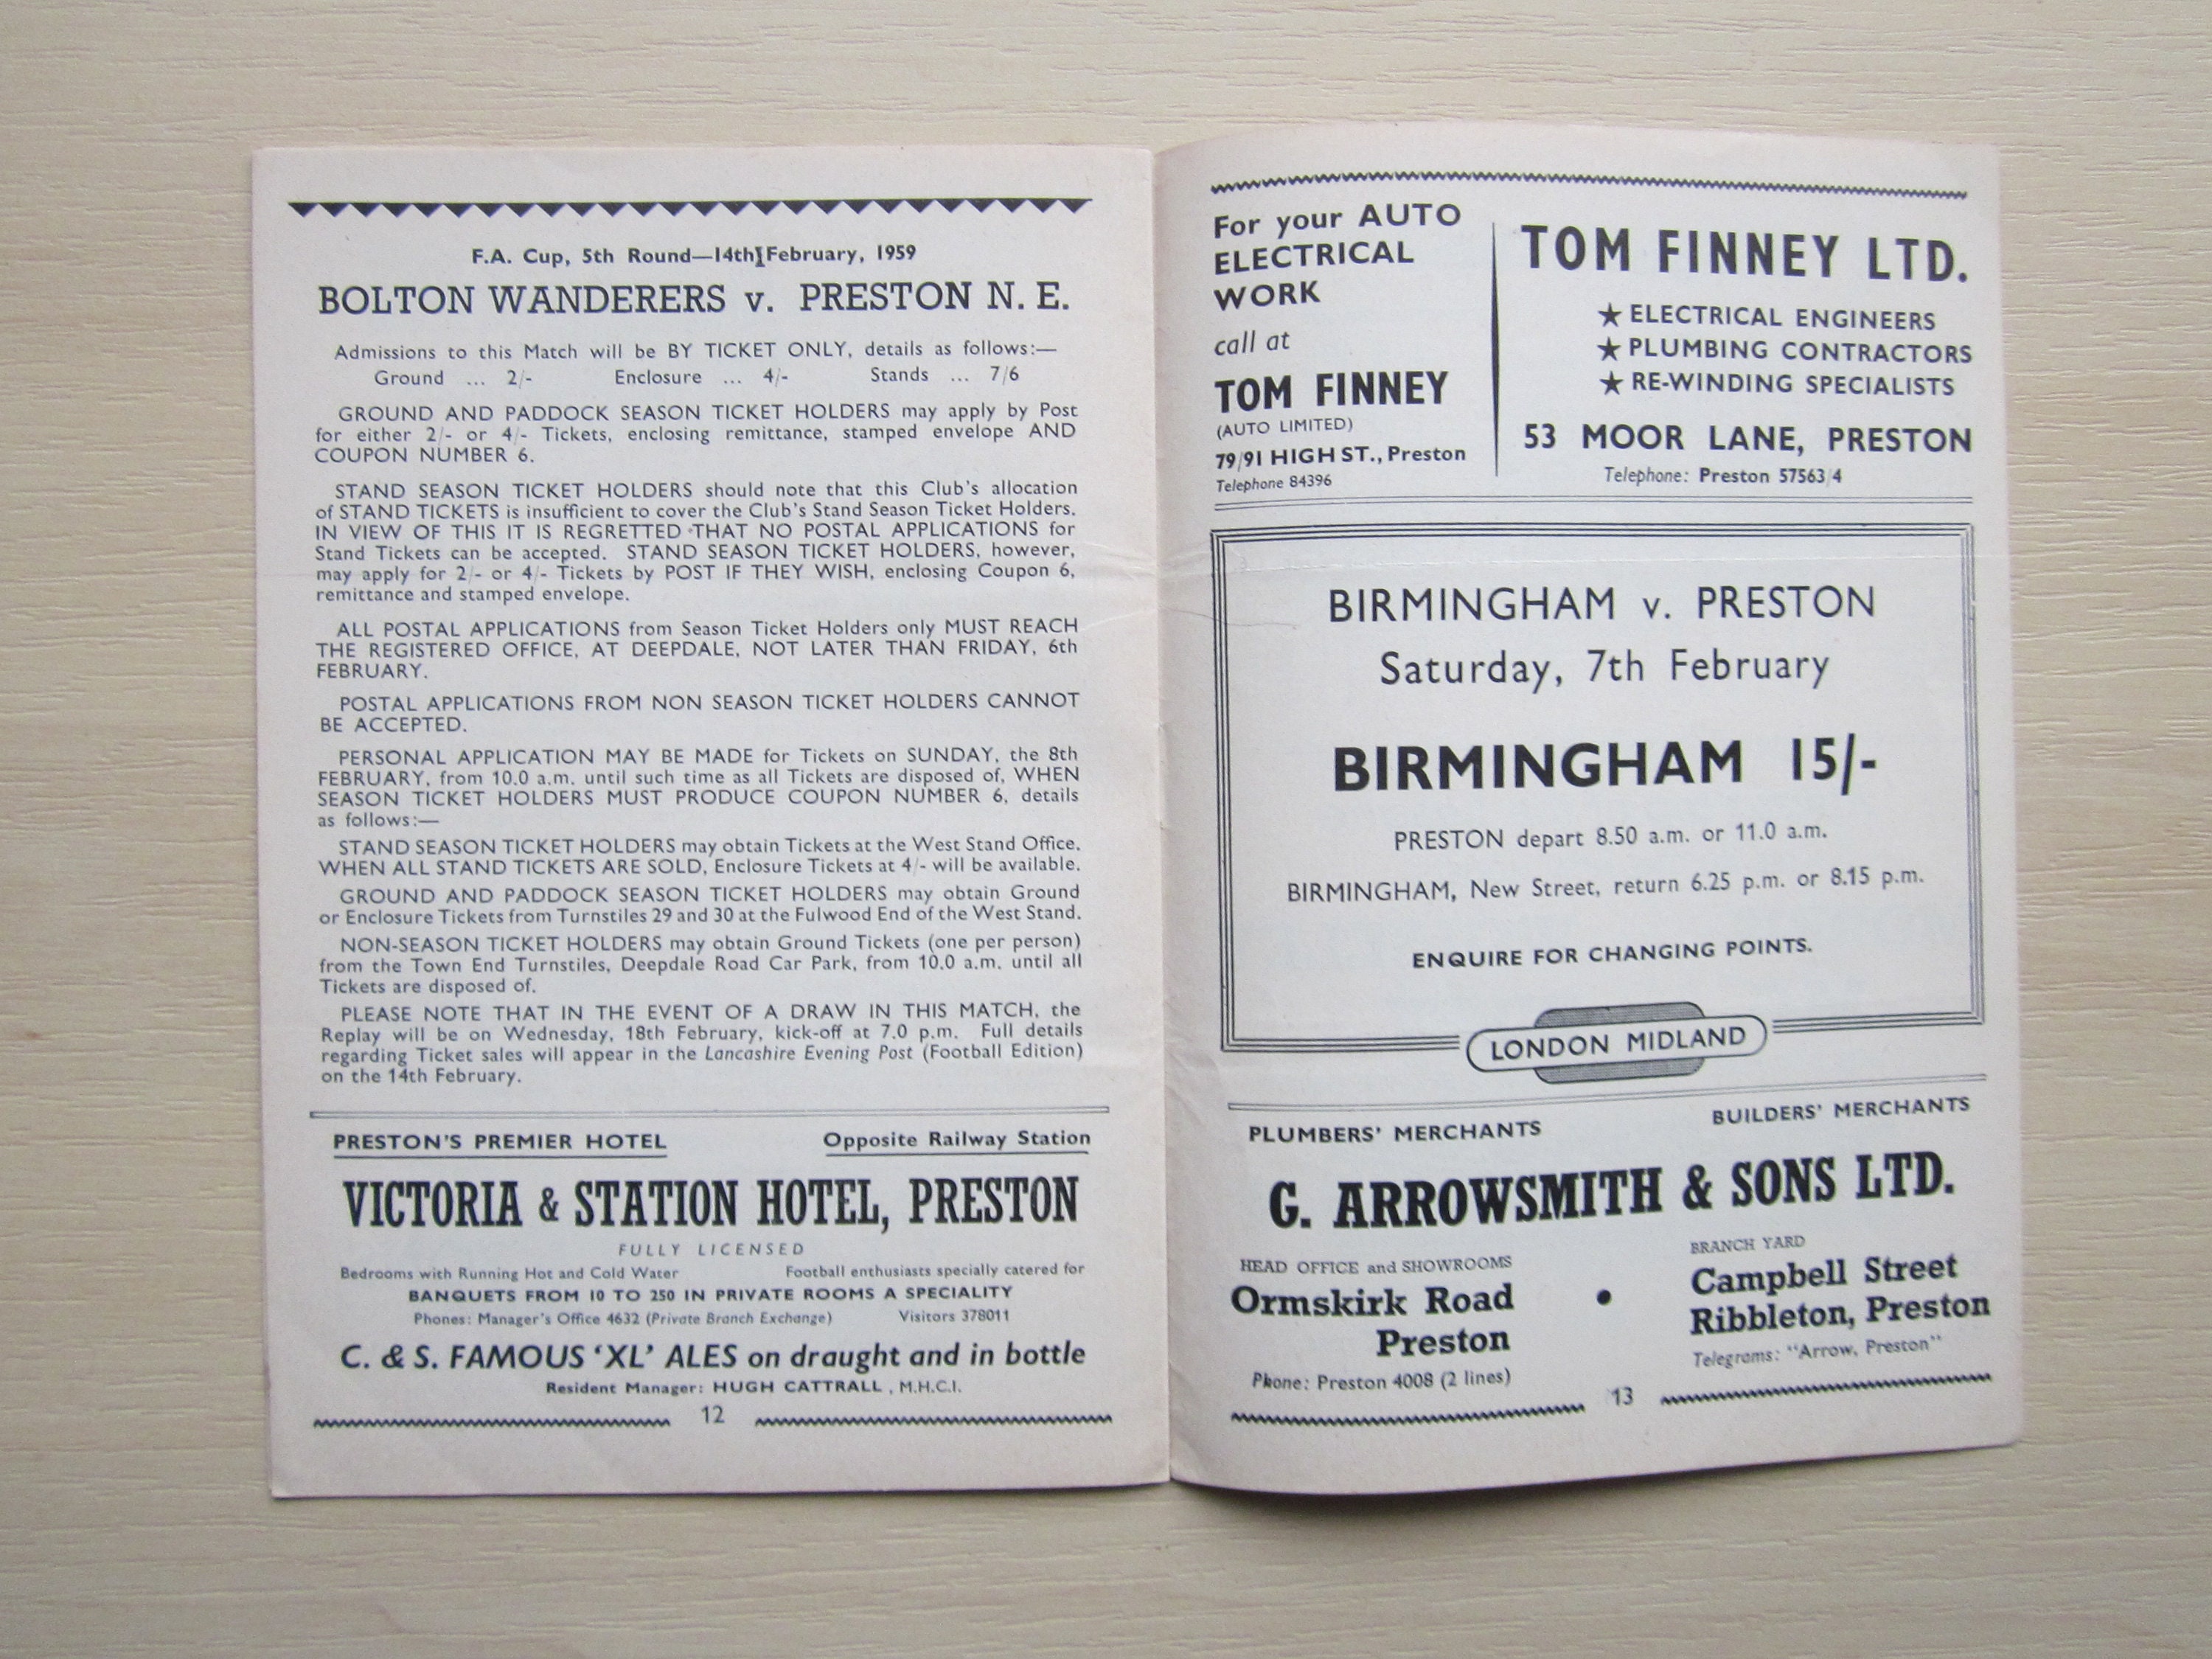 F.A. Cup, 5th Round—14th February, 1959
BOLTON WANDERERS v. PRESTON N. E.
Admissions to this Match will be BY TICKET ONLY, details as follows:—
Ground ... 2/- Enclosure ... 4/- Stands ... 7/6
GROUND AND PADDOCK SEASON TICKET HOLDERS may apply by Post
for either 2/- or 4/- Tickets, enclosing remittance, stamped envelope AND
COUPON NUMBER 6.
STAND SEASON TICKET HOLDERS should note that this Club's allocation
of STAND TICKETS is insufficient to cover the Club's Stand Season Ticket Holders.
IN VIEW OF THIS IT IS REGRETTED THAT NO POSTAL APPLICATIONS for
Stand Tickets can be accepted. STAND SEASON TICKET HOLDERS, however,
may apply for 2/- or 4/- Tickets by POST IF THEY WISH, enclosing Coupon 6,
remittance and stamped envelope.
ALL POSTAL APPLICATIONS from Season Ticket Holders only MUST REACH
THE REGISTERED OFFICE, AT DEEPDALE, NOT LATER THAN FRIDAY, 6th
FEBRUARY.
POSTAL APPLICATIONS FROM NON SEASON TICKET HOLDERS CANNOT
BE ACCEPTED.
PERSONAL APPLICATION MAY BE MADE for Tickets on SUNDAY, the 8th
FEBRUARY, from 10.0 a.m. until such time as all Tickets are disposed of, WHEN
SEASON TICKET HOLDERS MUST PRODUCE COUPON NUMBER 6, details
as follows:—
STAND SEASON TICKET HOLDERS may obtain Tickets at the West Stand Office.
WHEN ALL STAND TICKETS ARE SOLD, Enclosure Tickets at 4/- will be available.
GROUND AND PADDOCK SEASON TICKET HOLDERS may obtain Ground
or Enclosure Tickets from Turnstiles 29 and 30 at the Fulwood End of the West Stand.
NON-SEASON TICKET HOLDERS may obtain Ground Tickets (one per person)
from the Town End Turnstiles, Deepdale Road Car Park, from 10.0 a.m. until all
Tickets are disposed of.
PLEASE NOTE THAT IN THE EVENT OF A DRAW IN THIS MATCH, the
Replay will be on Wednesday, 18th February, kick-off at 7.0 p.m. Full details
regarding Ticket sales will appear in the Lancashire Evening Post (Football Edition)
on the 14th February.
PRESTON'S PREMIER HOTEL Opposite Railway Station
VICTORIA & STATION HOTEL, PRESTON
FULLY LICENSED
Bedrooms with Running Hot and Cold Water Football enthusiasts specially catered for
BANQUETS FROM 10 TO 250 IN PRIVATE ROOMS A SPECIALITY
Phones: Manager's Office 4632 (Private Branch Exchange) Visitors 378011
C. & S. FAMOUS 'XL' ALES on draught and in bottle
Resident Manager: HUGH CATTRALL, M.H.C.I.
12
For your AUTO
ELECTRICAL
WORK
call at
TOM FINNEY
(AUTO LIMITED)
79/91 HIGH ST., Preston
Telephone 84396
TOM FINNEY LTD.
★ ELECTRICAL ENGINEERS
★ PLUMBING CONTRACTORS
★ RE-WINDING SPECIALISTS
53 MOOR LANE, PRESTON
Telephone: Preston 57563/4
BIRMINGHAM v. PRESTON
Saturday, 7th February
BIRMINGHAM 15/-
PRESTON depart 8.50 a.m. or 11.0 a.m.
BIRMINGHAM, New Street, return 6.25 p.m. or 8.15 p.m.
ENQUIRE FOR CHANGING POINTS.
LONDON MIDLAND
PLUMBERS' MERCHANTS BUILDERS' MERCHANTS
G. ARROWSMITH & SONS LTD.
HEAD OFFICE and SHOWROOMS
Ormskirk Road
Preston
Phone: Preston 4008 (2 lines)
•
BRANCH YARD
Campbell Street
Ribbleton, Preston
Telegrams: "Arrow, Preston"
13